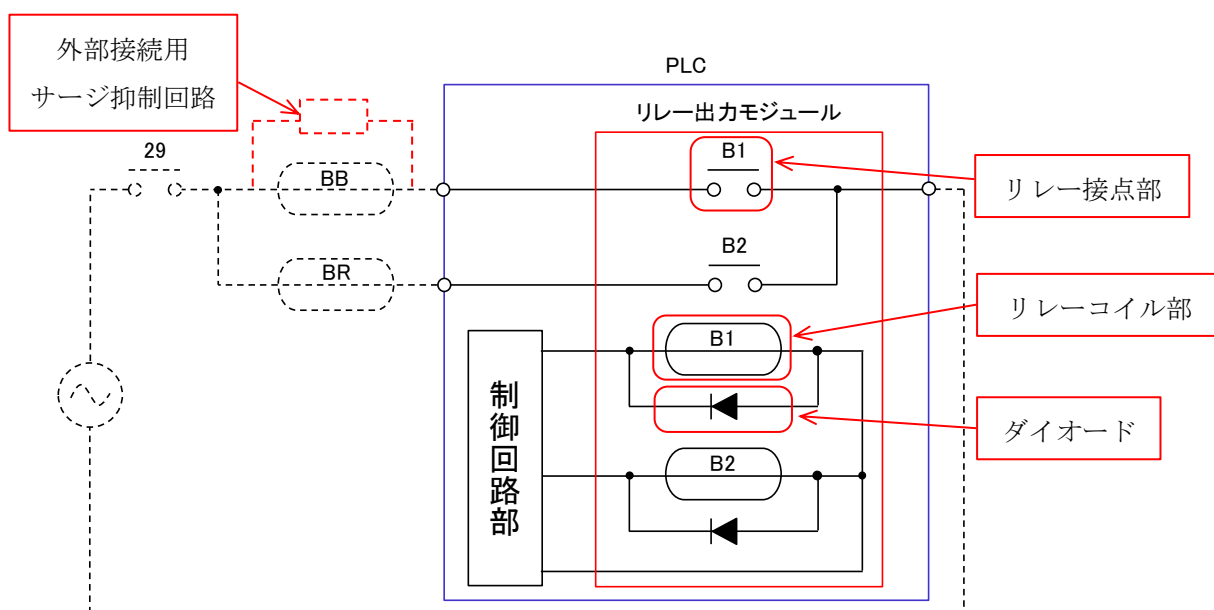 外部接続用
サージ抑制回路
PLC
リレー出力モジュール
29
BB
B1
リレー接点部
BR
B2
リレーコイル部
B1
制御回路部
ダイオード
B2